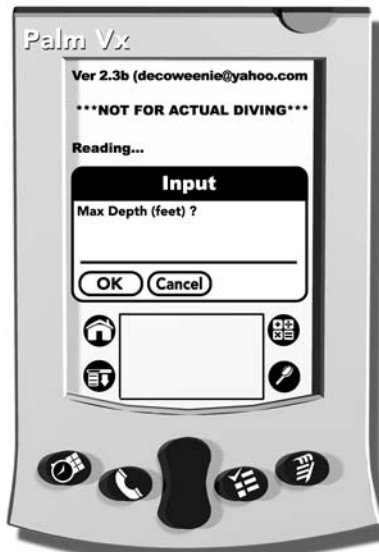 Palm Vx
Ver 2.3b (decoweenie@yahoo.com
***NOT FOR ACTUAL DIVING***
Reading...
Input
Max Depth (feet) ?
OK Cancel